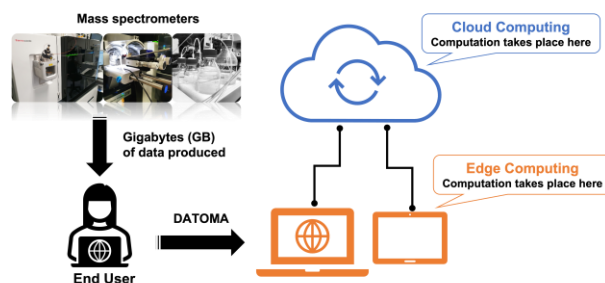 Mass spectrometers
Cloud Computing
Computation takes place here
Gigabytes (GB)
of data produced
Edge Computing
Computation takes place here
DATOMA
End User